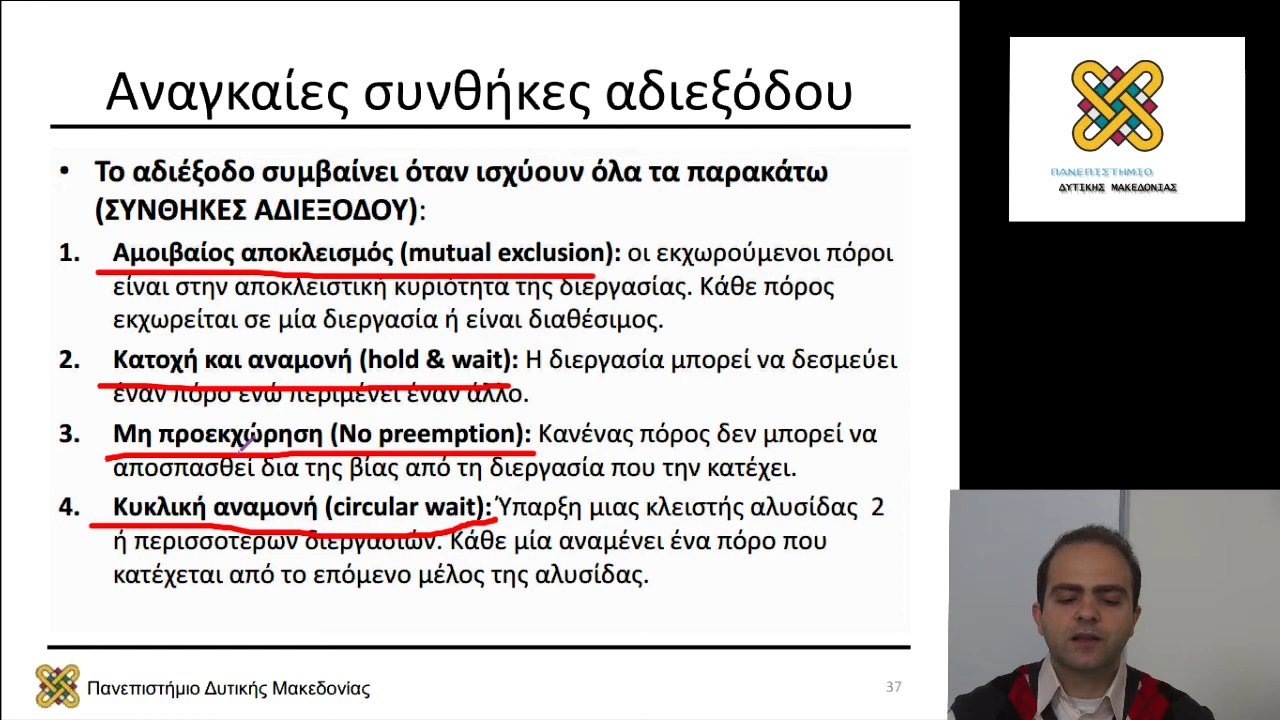 Αναγκαίες συνθήκες αδιεξόδου
• Το αδιέξοδο συμβαίνει όταν ισχύουν όλα τα παρακάτω
(ΣΥΝΘΗΚΕΣ ΑΔΙΕΞΟΔΟΥ):
1. Αμοιβαίος αποκλεισμός (mutual exclusion): οι εκχωρούμενοι πόροι
είναι στην αποκλειστική κυριότητα της διεργασίας. Κάθε πόρος
εκχωρείται σε μία διεργασία ή είναι διαθέσιμος.
2. Κατοχή και αναμονή (hold & wait): Η διεργασία μπορεί να δεσμεύει
έναν πόρο ενώ περιμένει έναν άλλο.
3. Μη προεκχώρηση (No preemption): Κανένας πόρος δεν μπορεί να
αποσπασθεί δια της βίας από τη διεργασία που την κατέχει.
4. Κυκλική αναμονή (circular wait): Ύπαρξη μιας κλειστής αλυσίδας 2
ή περισσοτέρων διεργασιών. Κάθε μία αναμένει ένα πόρο που
κατέχεται από το επόμενο μέλος της αλυσίδας.
Πανεπιστήμιο Δυτικής Μακεδονίας
37
ΠΑΝΕΠΙΣΤΗΜΙΟ
ΔΥΤΙΚΗΣ ΜΑΚΕΔΟΝΙΑΣ